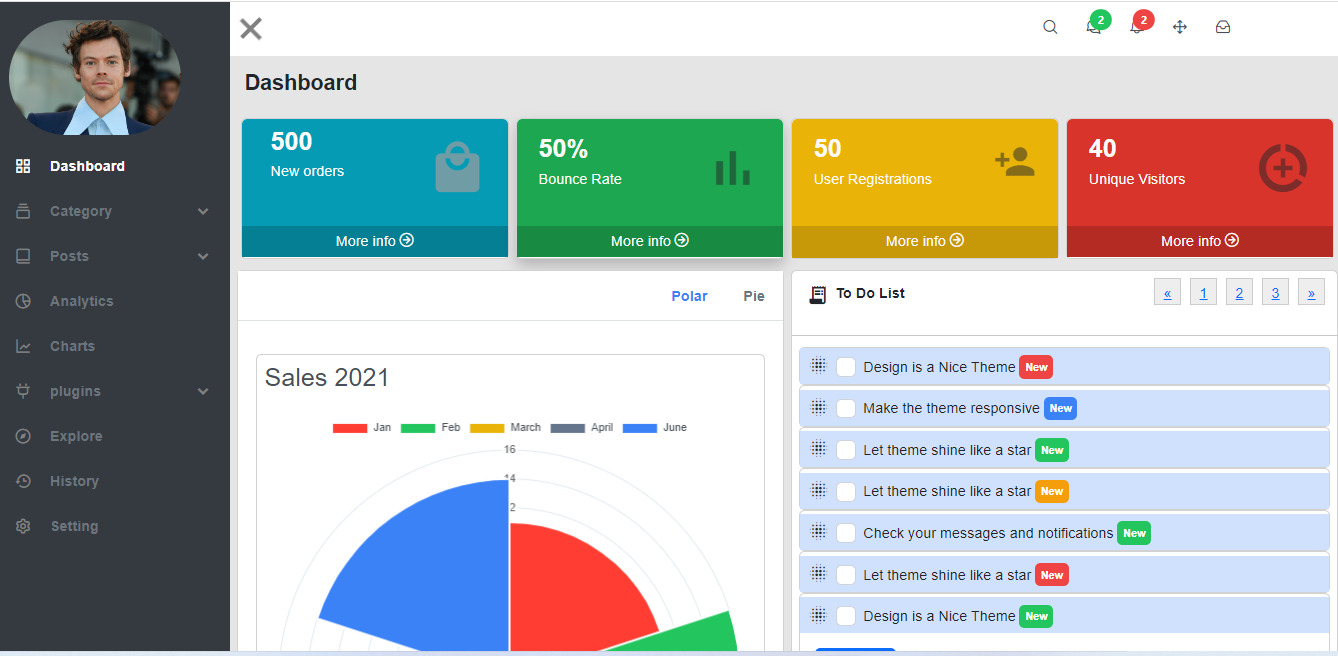 2
2
Dashboard
Category
Posts
Analytics
Charts
plugins
Explore
History
Setting
Dashboard
500
New orders
More info
50%
Bounce Rate
More info
50
User Registrations
More info
40
Unique Visitors
More info
Polar Pie
Sales 2021
Jan Feb March April June
16
14
2
To Do List
« 1 2 3 »
Design is a Nice Theme New
Make the theme responsive New
Let theme shine like a star New
Let theme shine like a star New
Check your messages and notifications New
Let theme shine like a star New
Design is a Nice Theme New